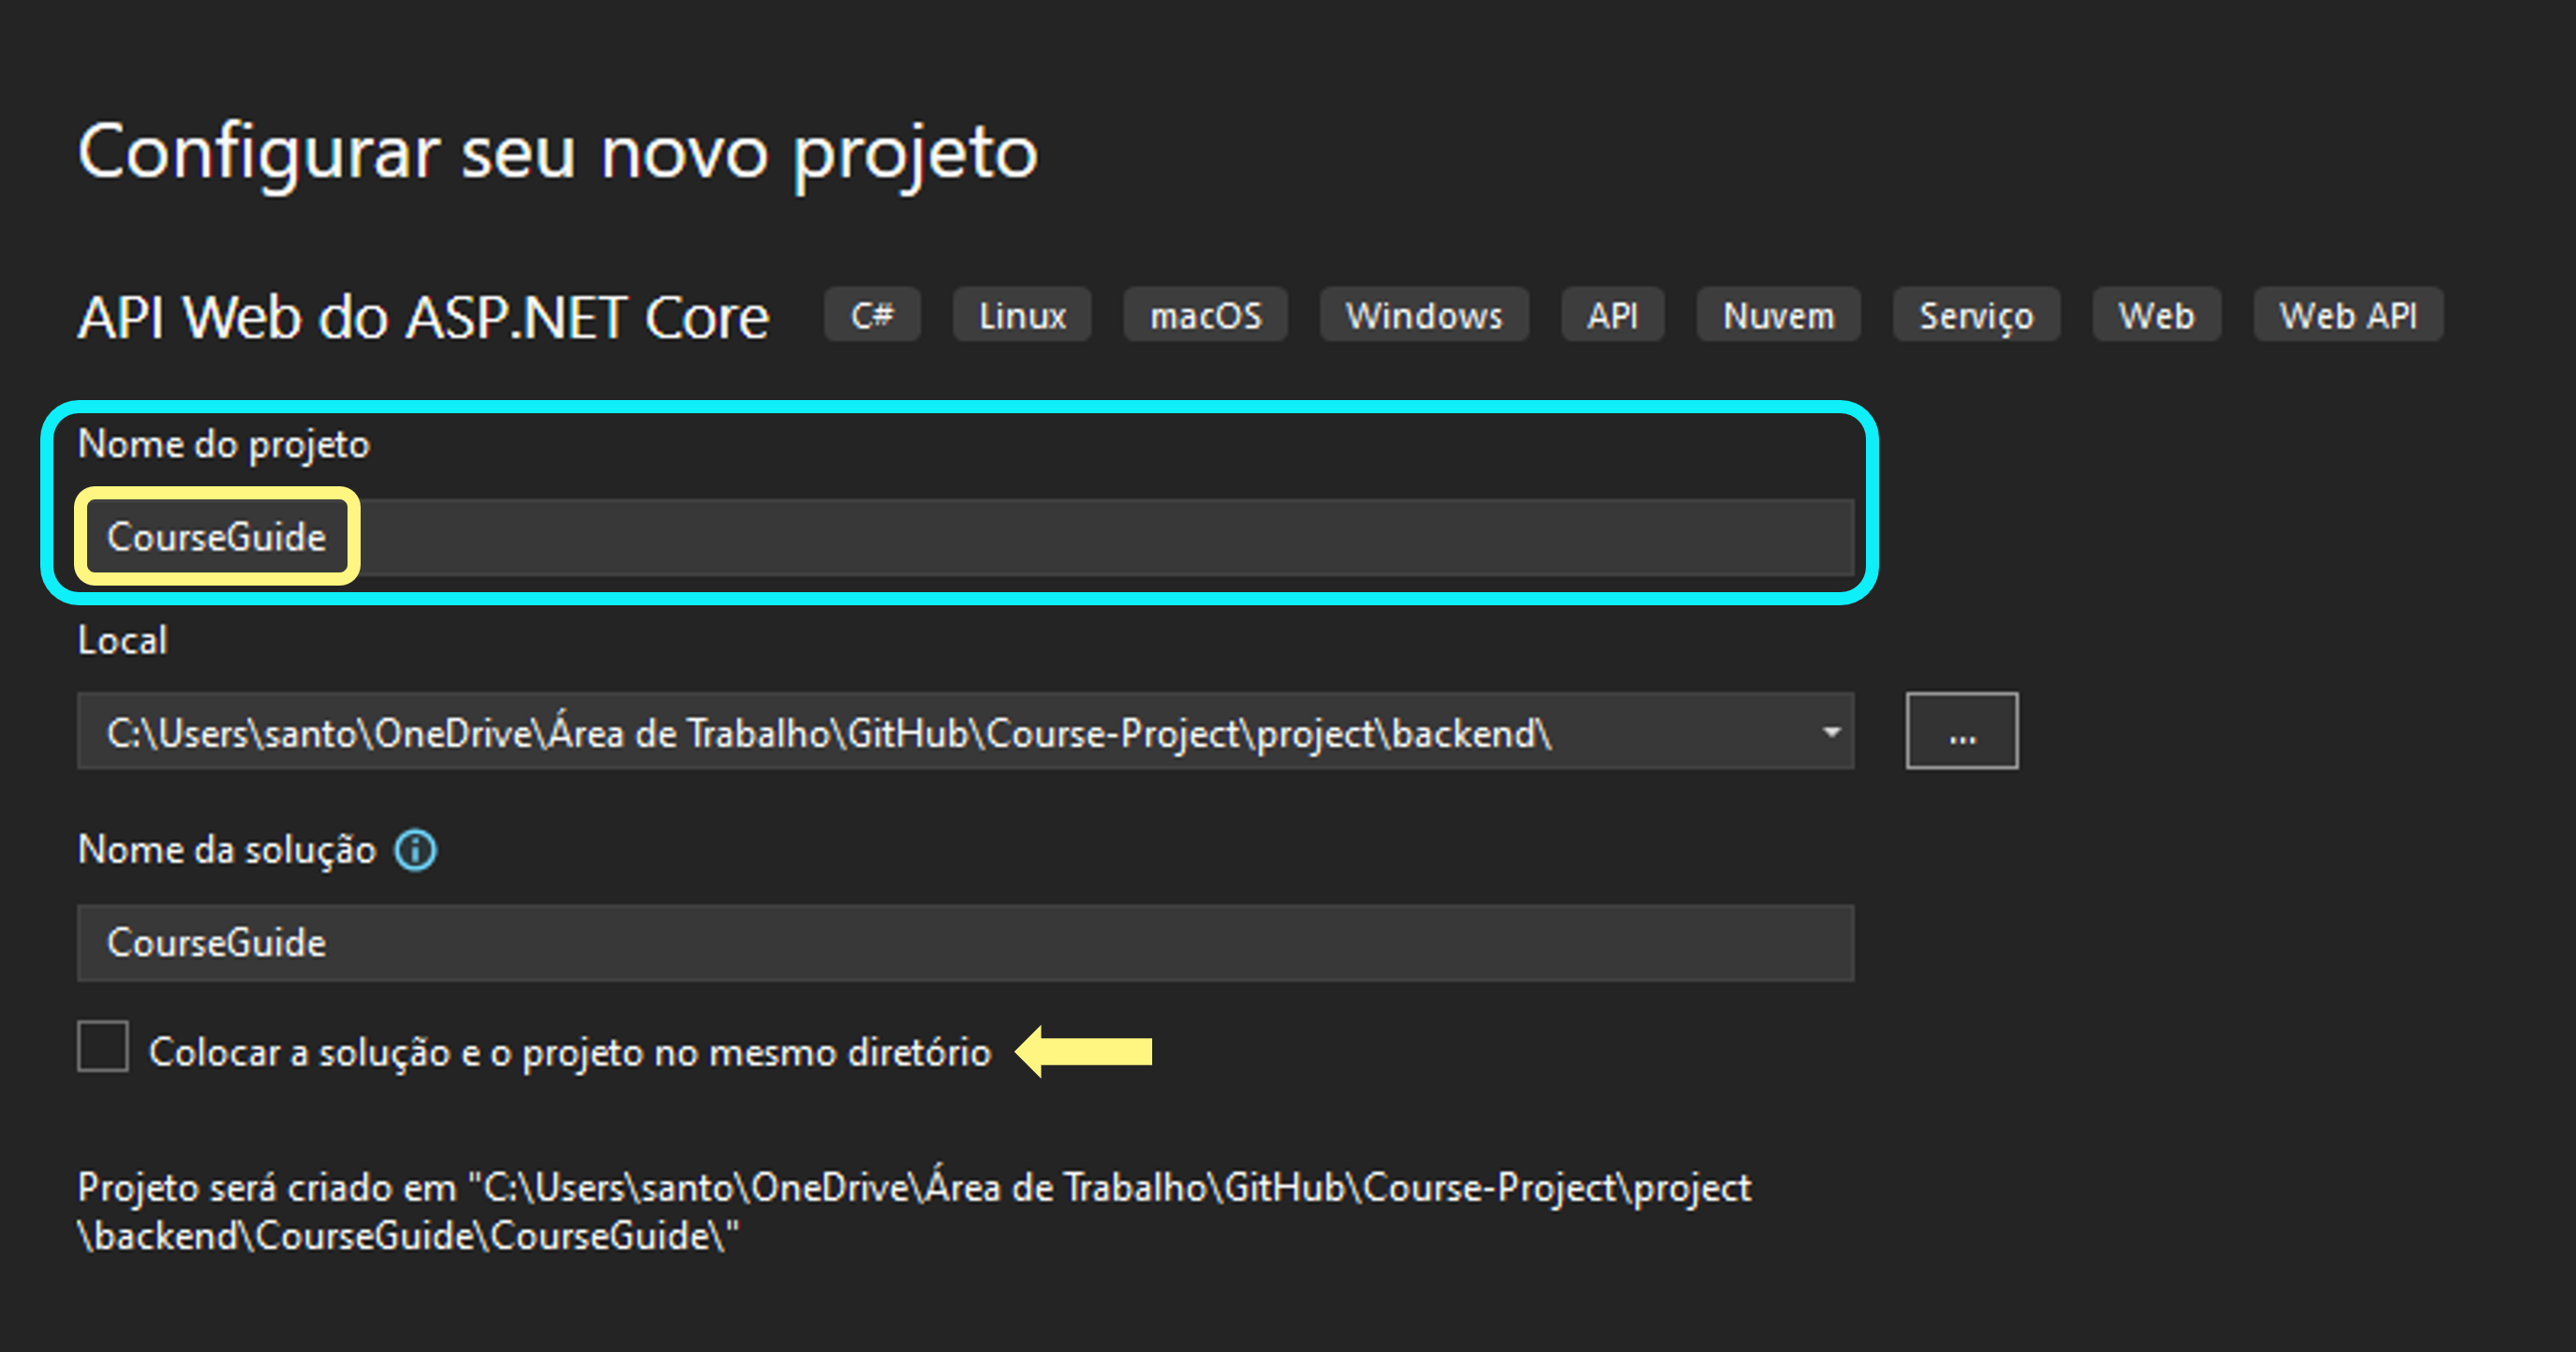 Configurar seu novo projeto
API Web do ASP.NET Core C# Linux macOS Windows API Nuvem Serviço Web Web API
Nome do projeto
CourseGuide
Local
C:\Users\santo\OneDrive\Área de Trabalho\GitHub\Course-Project\project\backend\ ...
Nome da solução
CourseGuide
Colocar a solução e o projeto no mesmo diretório
Projeto será criado em "C:\Users\santo\OneDrive\Área de Trabalho\GitHub\Course-Project\project
\backend\CourseGuide\CourseGuide\"